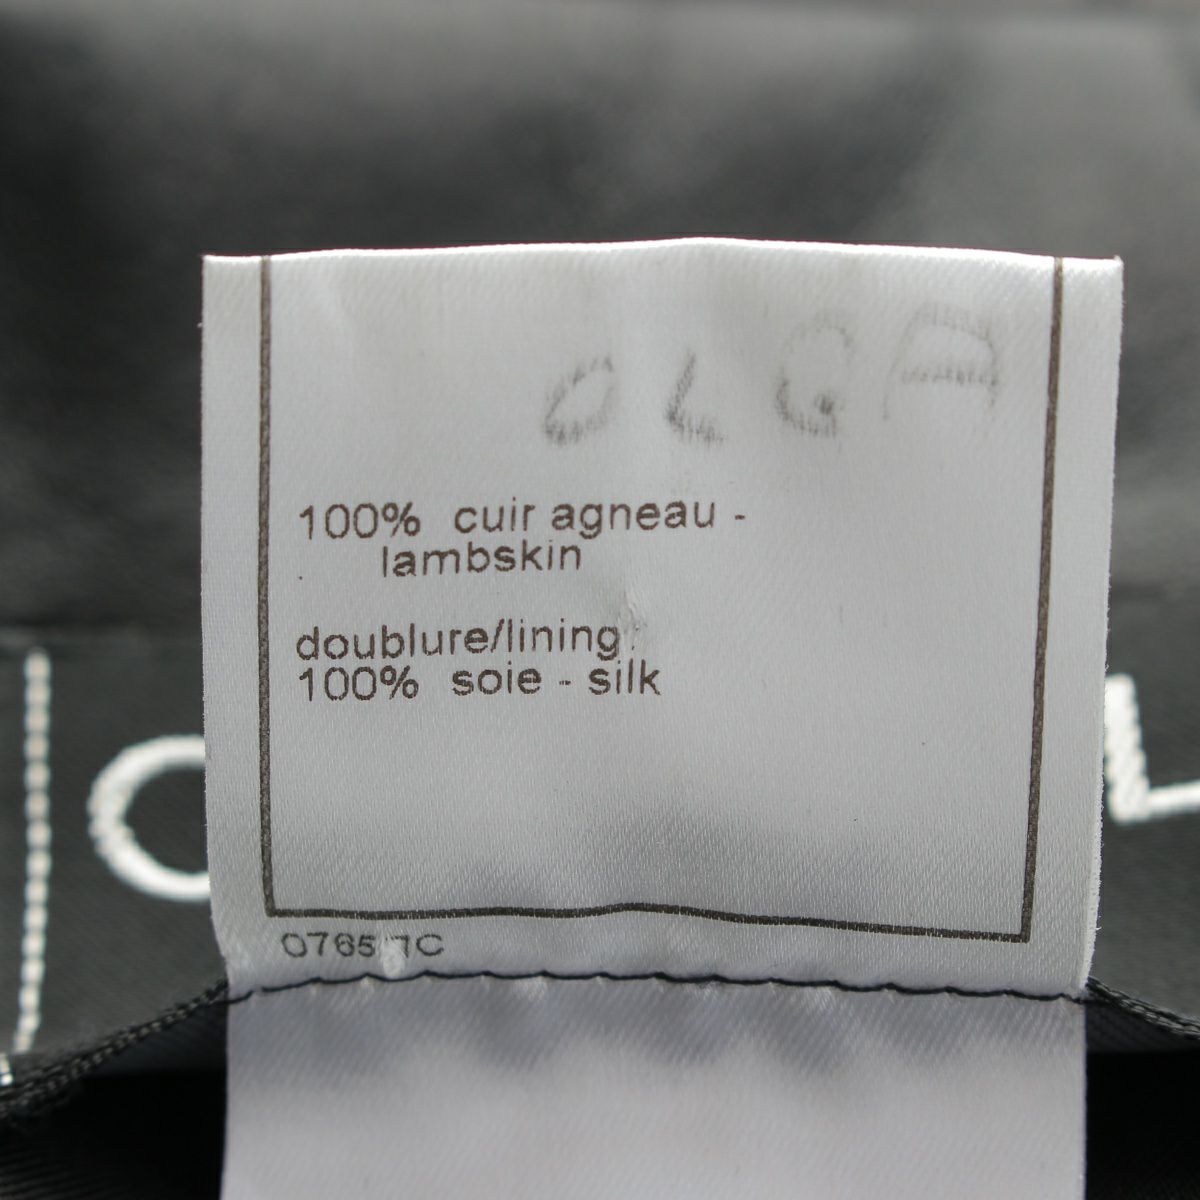 OLGA
100% cuir agneau -
lambskin
doublure/lining
100% soie - silk